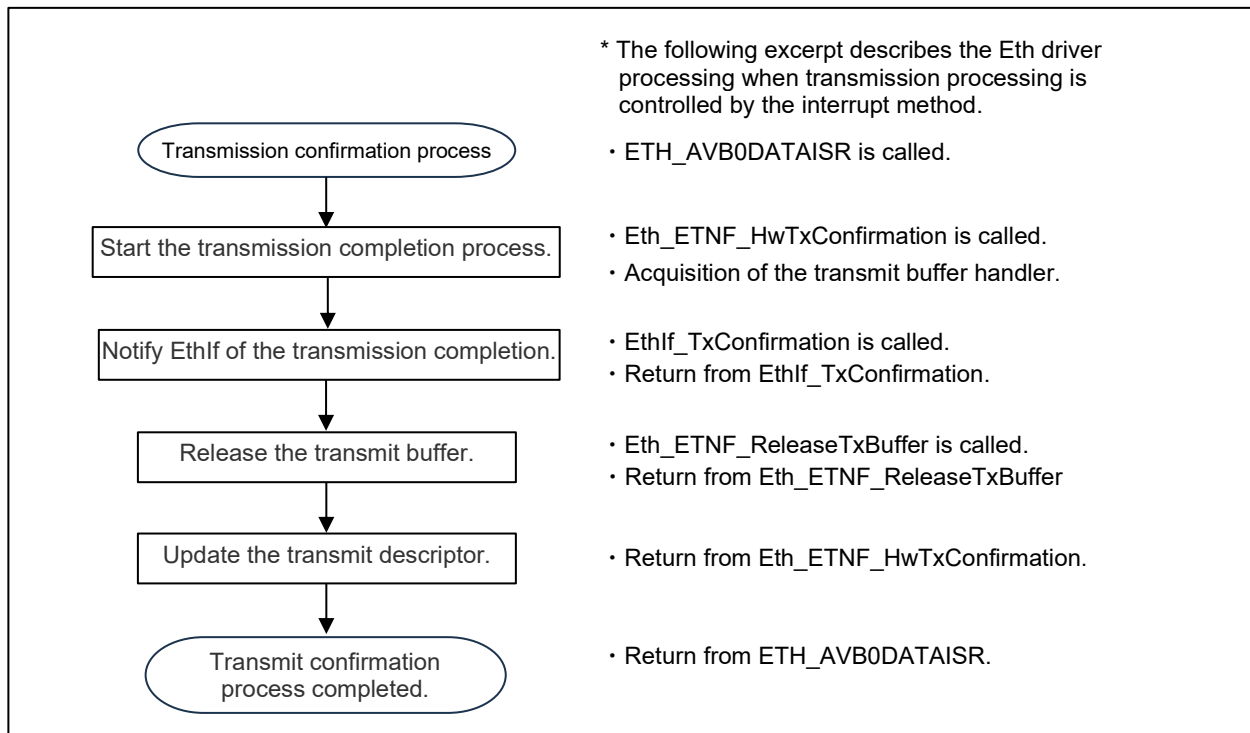 * The following excerpt describes the Eth driver
processing when transmission processing is
controlled by the interrupt method.
Transmission confirmation process
・ETH_AVB0DATAISR is called.
Start the transmission completion process.
・Eth_ETNF_HwTxConfirmation is called.
・Acquisition of the transmit buffer handler.
Notify EthIf of the transmission completion.
・EthIf_TxConfirmation is called.
・Return from EthIf_TxConfirmation.
Release the transmit buffer.
・Eth_ETNF_ReleaseTxBuffer is called.
・Return from Eth_ETNF_ReleaseTxBuffer
Update the transmit descriptor.
・Return from Eth_ETNF_HwTxConfirmation.
Transmit confirmation
process completed.
・Return from ETH_AVB0DATAISR.